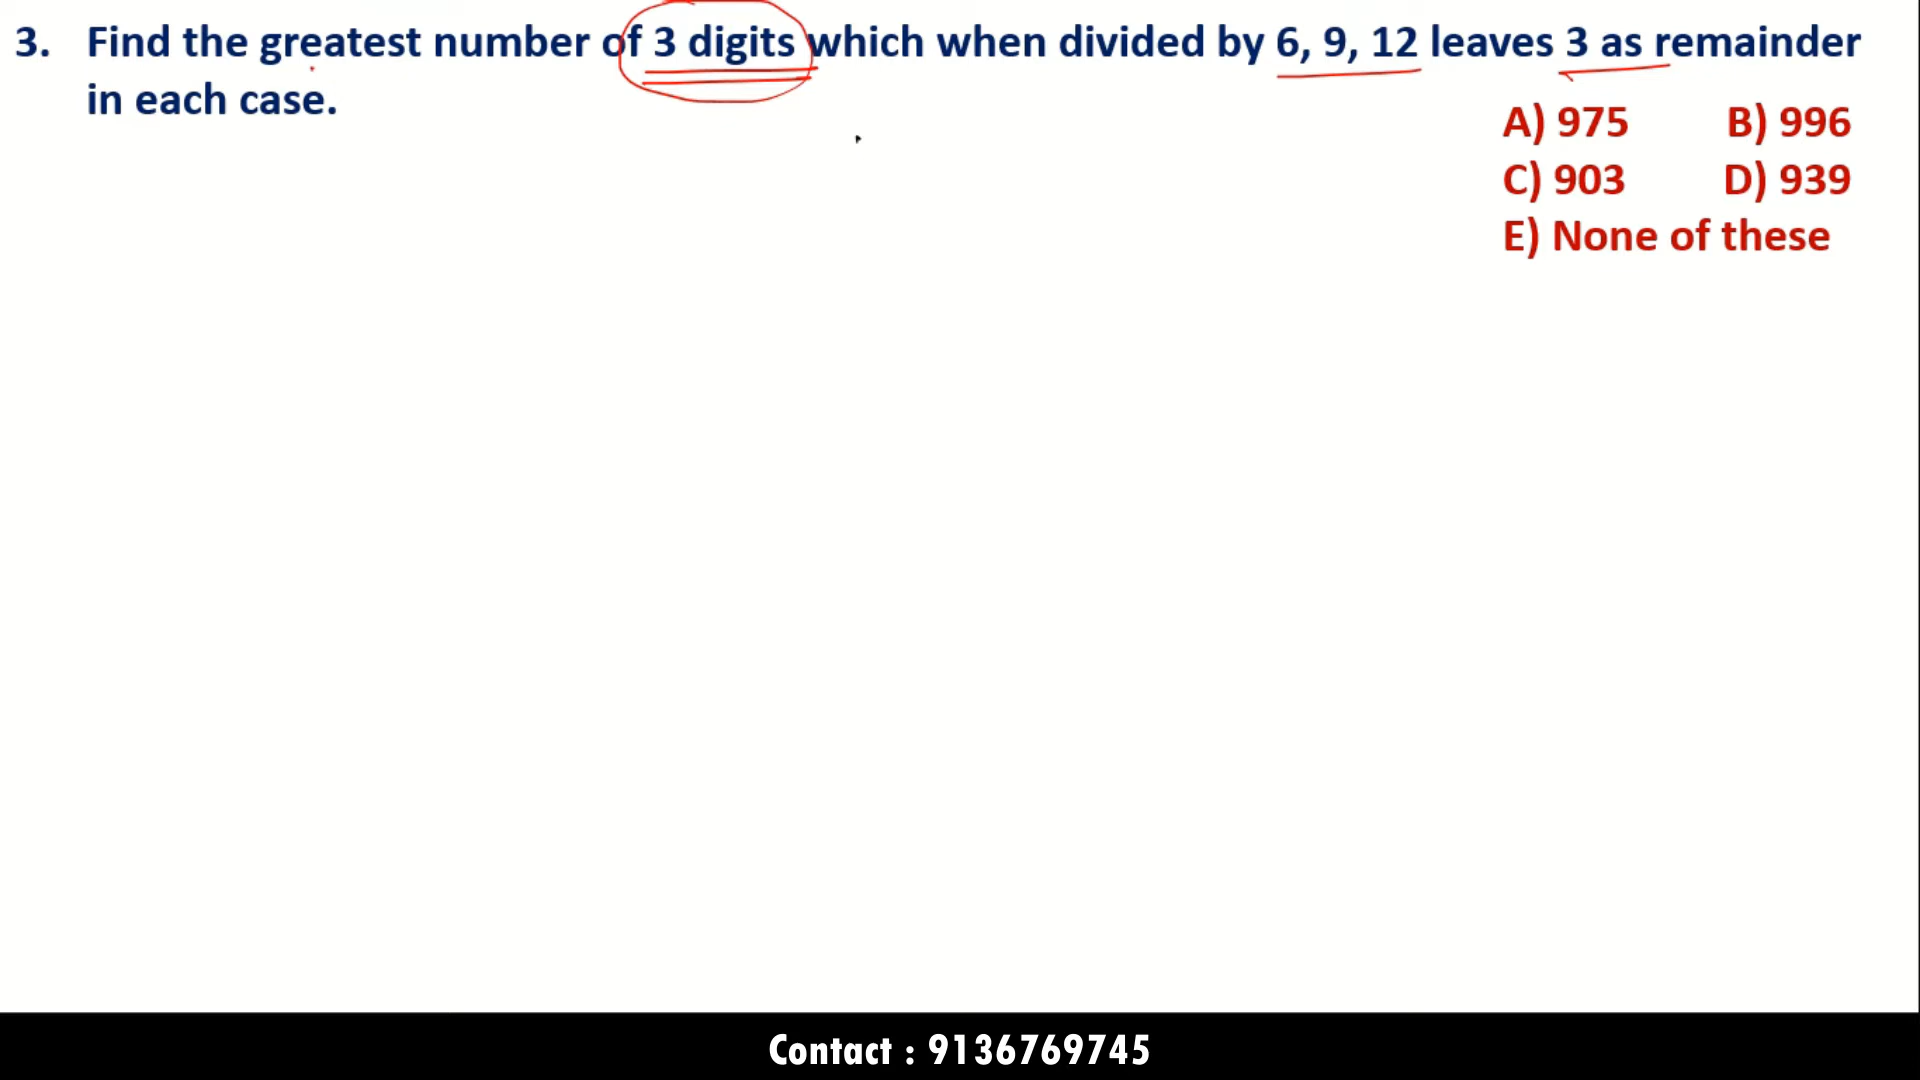 3. Find the greatest number of 3 digits which when divided by 6, 9, 12 leaves 3 as remainder
in each case.
A) 975 B) 996
C) 903 D) 939
E) None of these
Contact : 9136769745